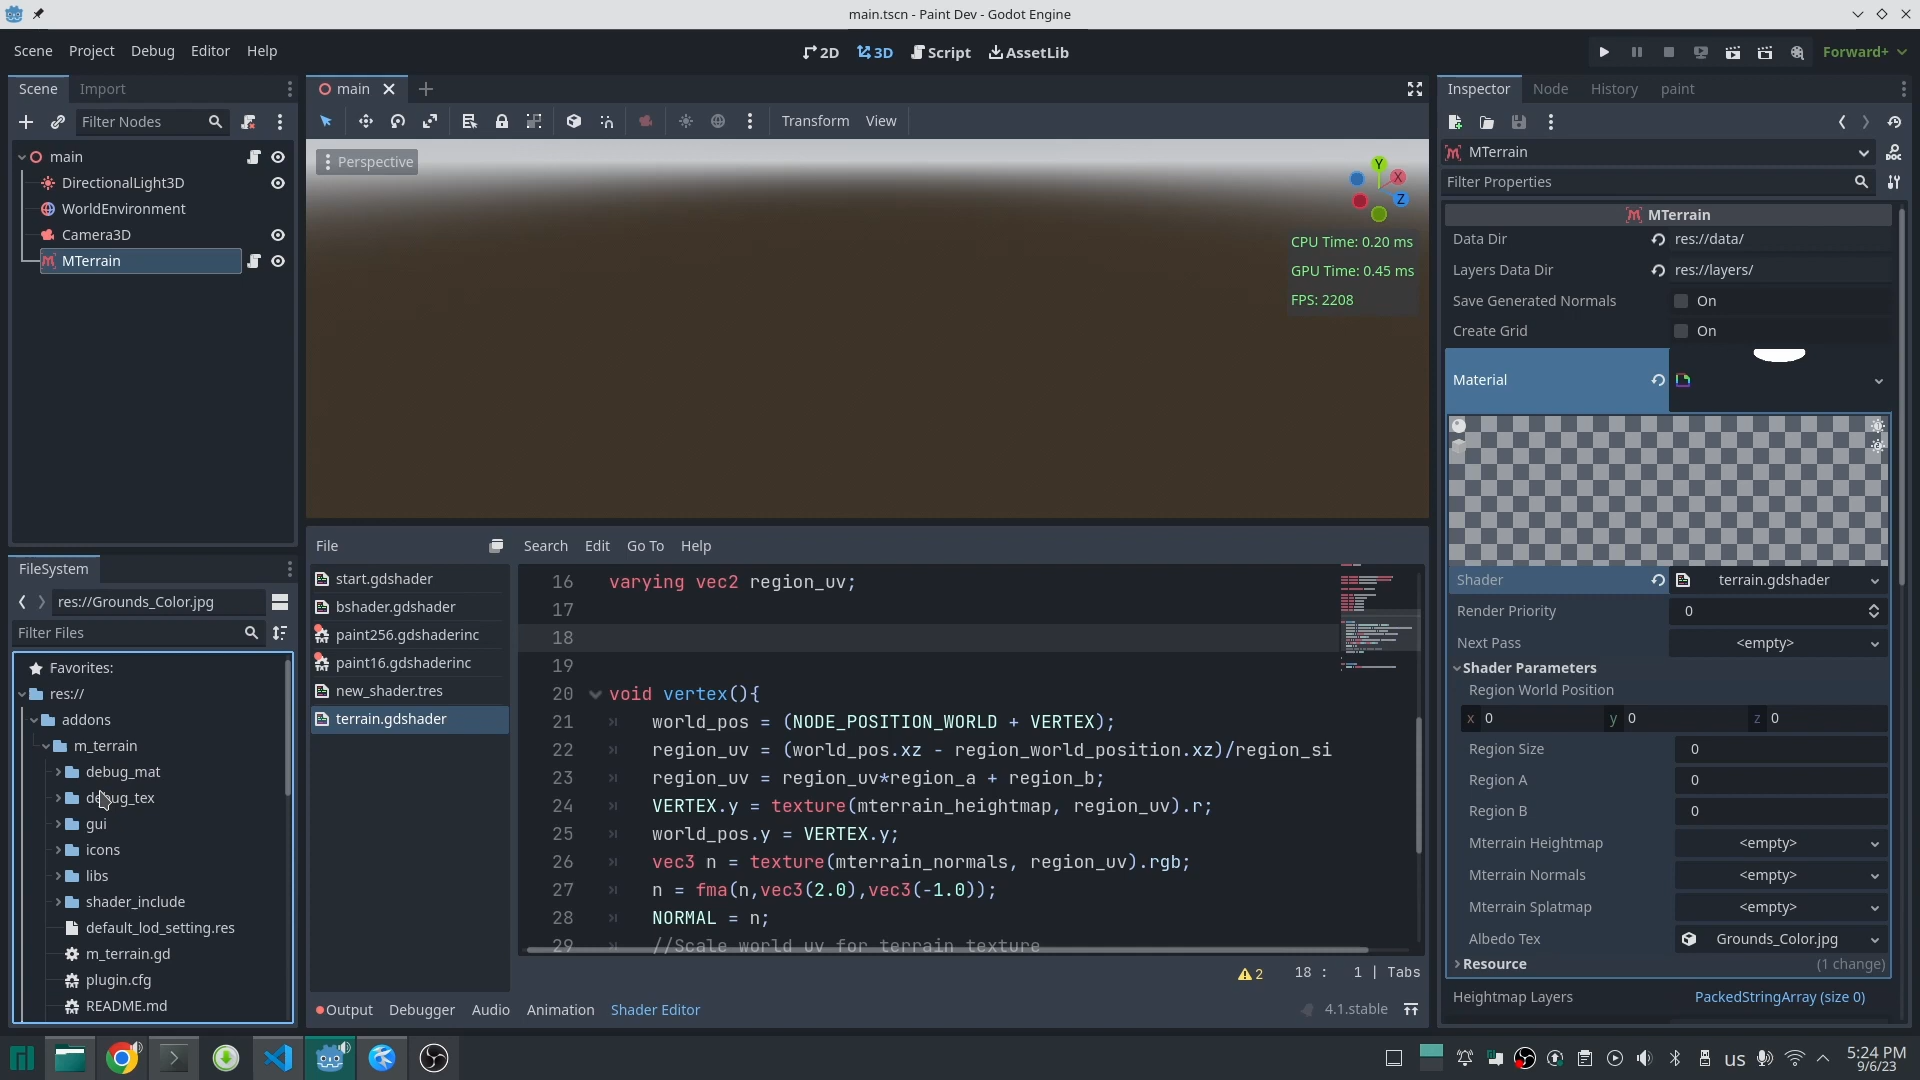 main.tscn - Paint Dev - Godot Engine
Scene Project Debug Editor Help
2D 3D Script AssetLib
Forward+
Scene Import
Filter Nodes
main
DirectionalLight3D
WorldEnvironment
Camera3D
MTerrain
FileSystem
res://Grounds_Color.jpg
Filter Files
Favorites:
res://
addons
m_terrain
debug_mat
debug_tex
gui
icons
libs
shader_include
default_lod_setting.res
m_terrain.gd
plugin.cfg
README.md
main
Transform View
Perspective
Y
X
Z
CPU Time: 0.20 ms
GPU Time: 0.45 ms
FPS: 2208
File Search Edit Go To Help
start.gdshader
bshader.gdshader
paint256.gdshaderinc
paint16.gdshaderinc
new_shader.tres
terrain.gdshader
16 varying vec2 region_uv;
17
18
19
20 void vertex(){
21 world_pos = (NODE_POSITION_WORLD + VERTEX);
22 region_uv = (world_pos.xz - region_world_position.xz)/region_si
23 region_uv = region_uv*region_a + region_b;
24 VERTEX.y = texture(mterrain_heightmap, region_uv).r;
25 world_pos.y = VERTEX.y;
26 vec3 n = texture(mterrain_normals, region_uv).rgb;
27 n = fma(n,vec3(2.0),vec3(-1.0));
28 NORMAL = n;
29 //Scale world uv for terrain texture
2 18 : 1 | Tabs
Output Debugger Audio Animation Shader Editor 4.1.stable
Inspector Node History paint
MTerrain
Filter Properties
MTerrain
Data Dir res://data/
Layers Data Dir res://layers/
Save Generated Normals On
Create Grid On
Material
Shader terrain.gdshader
Render Priority 0
Next Pass <empty>
Shader Parameters
Region World Position
x 0 y 0 z 0
Region Size 0
Region A 0
Region B 0
Mterrain Heightmap <empty>
Mterrain Normals <empty>
Mterrain Splatmap <empty>
Albedo Tex Grounds_Color.jpg
Resource (1 change)
Heightmap Layers PackedStringArray (size 0)
us
5:24 PM
9/6/23